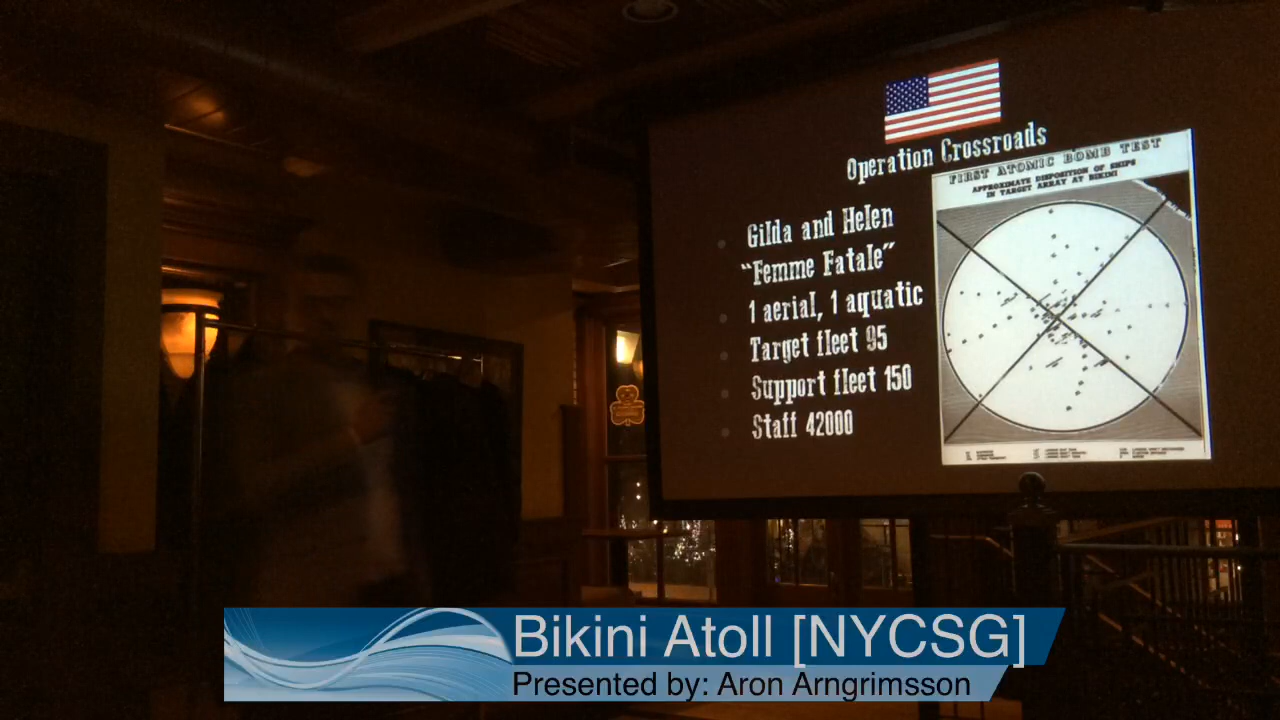 Operation Crossroads
FIRST ATOMIC BOMB TEST
APPROXIMATE DISPOSITION OF SHIPS
IN TARGET ARRAY AT BIKINI
Gilda and Helen
“Femme Fatale”
1 aerial, 1 aquatic
Target fleet 95
Support fleet 150
Staff 42000
Bikini Atoll [NYCSG]
Presented by: Aron Arngrimsson